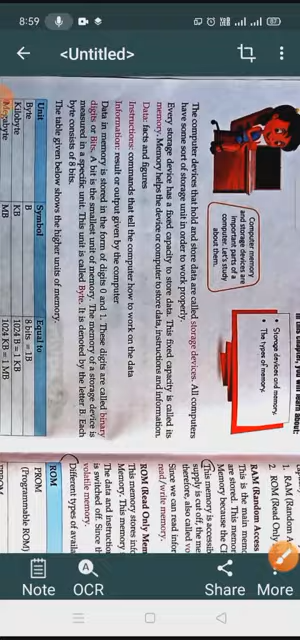 8:59
<Untitled>
In this chapter, you will learn about
• Storage devices and memory.
• The types of memory.
Computer memory
and storage devices are
important parts of a
computer. Let's study
about them.
The computer devices that hold and store data are called storage devices. All computers
have some sort of storage unit in order to work properly.
Every storage device has a fixed capacity to store data. This fixed capacity is called its
memory. Memory helps the device or computer to store data, instructions and information.
Data: facts and figures
Instructions: commands that tell the computer how to work on the data
Information: result or output given by the computer
Data in memory is stored in the form of digits 0 and 1. These digits are called binary
digits or Bits. A bit is the smallest unit of memory. The memory of a storage device is
measured in a specific unit. This unit is called Byte. It is denoted by the letter B. Each
byte consists of 8 bits.
The table given below shows the higher units of memory.
Unit Symbol Equal to
Byte B 8 bits = 1B
Kilobyte KB 1024 B = 1 KB
Megabyte MB 1024 KB = 1 MB
1. RAM (Random A
2. ROM (Read Only
RAM (Random Access
This is the main memo
are stored. This memor
Memory because the C
This memory is accessib
supply is cut off, the me
therefore, also called vo
Since we can read infor
read/write memory.
ROM (Read Only Mem
This memory stores info
Memory. This memory
The data and instruction
is switched off. Since th
volatile memory.
Different types of availa
ROM
PROM
(Programmable ROM)
Note OCR Share More